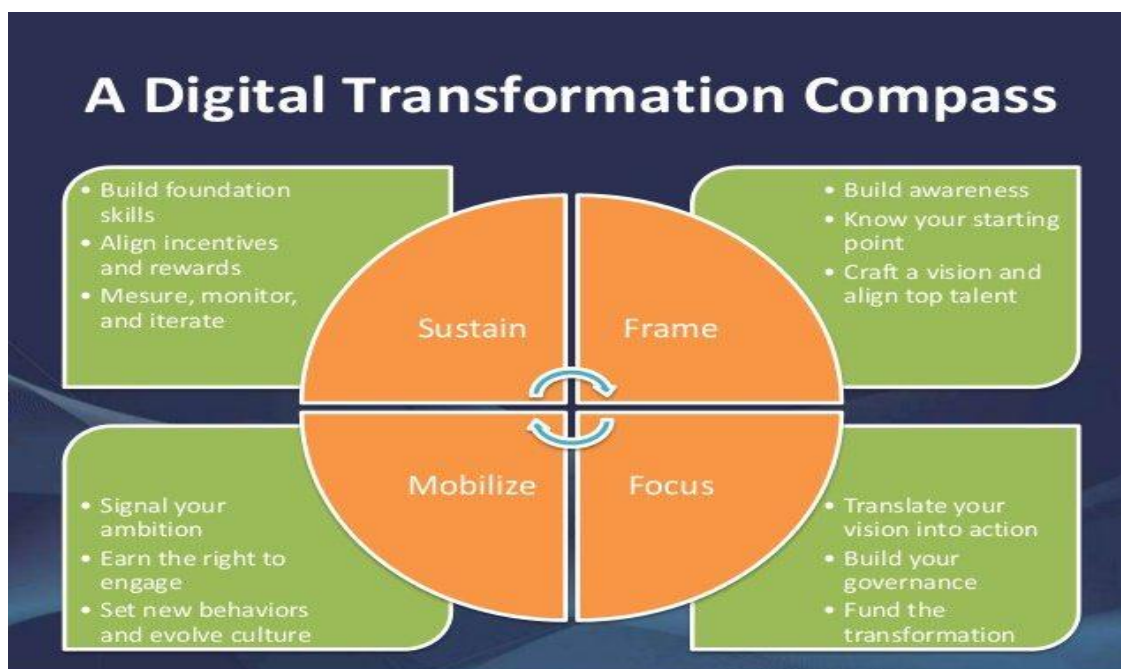 A Digital Transformation Compass
• Build foundation
skills
• Align incentives
and rewards
• Mesure, monitor,
and iterate
• Build awareness
• Know your starting
point
• Craft a vision and
align top talent
Sustain
Frame
Mobilize
Focus
• Signal your
ambition
• Earn the right to
engage
• Set new behaviors
and evolve culture
• Translate your
vision into action
• Build your
governance
• Fund the
transformation